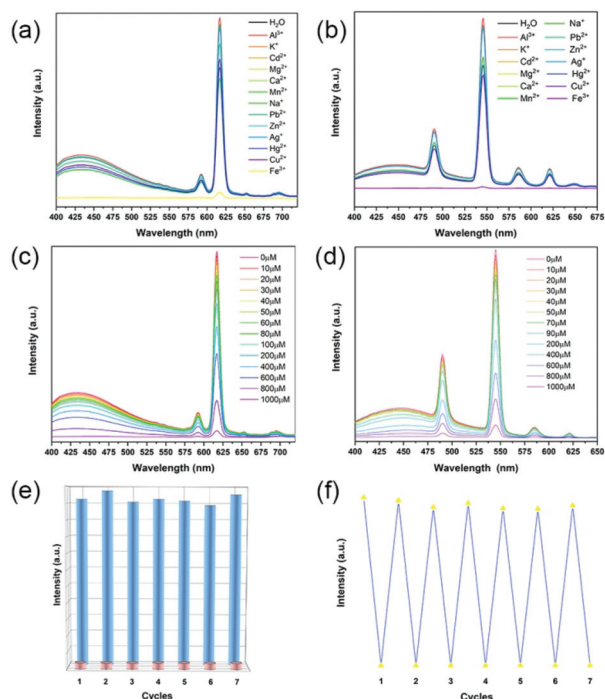 (a)
H₂O
Al³⁺
K⁺
Cd²⁺
Mg²⁺
Ca²⁺
Mn²⁺
Na⁺
Pb²⁺
Zn²⁺
Ag⁺
Hg²⁺
Cu²⁺
Fe³⁺
Intensity (a.u.)
400 425 450 475 500 525 550 575 600 625 650 675 700
Wavelength (nm)
(b)
H₂O Na⁺
Al³⁺ Pb²⁺
K⁺ Zn²⁺
Cd²⁺ Ag⁺
Mg²⁺ Hg²⁺
Ca²⁺ Cu²⁺
Mn²⁺ Fe³⁺
Intensity (a.u.)
400 425 450 475 500 525 550 575 600 625 650 675
Wavelength (nm)
(c)
0μM
10μM
20μM
30μM
40μM
50μM
60μM
80μM
100μM
200μM
400μM
600μM
800μM
1000μM
Intensity (a.u.)
400 425 450 475 500 525 550 575 600 625 650 675 700
Wavelength (nm)
(d)
0μM
10μM
20μM
30μM
40μM
50μM
70μM
90μM
200μM
400μM
600μM
800μM
1000μM
Intensity (a.u.)
400 450 500 550 600 650
Wavelength (nm)
(e)
Intensity (a.u.)
1 2 3 4 5 6 7
Cycles
(f)
Intensity (a.u.)
1 2 3 4 5 6 7
Cycles